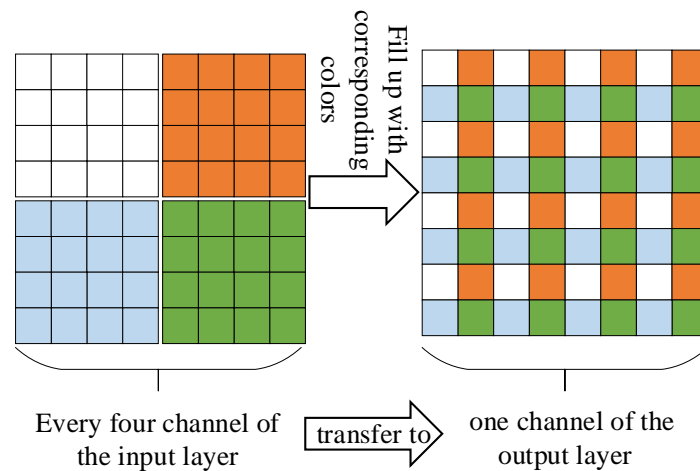 Fill up with
corresponding
colors
Every four channel of
the input layer
transfer to
one channel of the
output layer